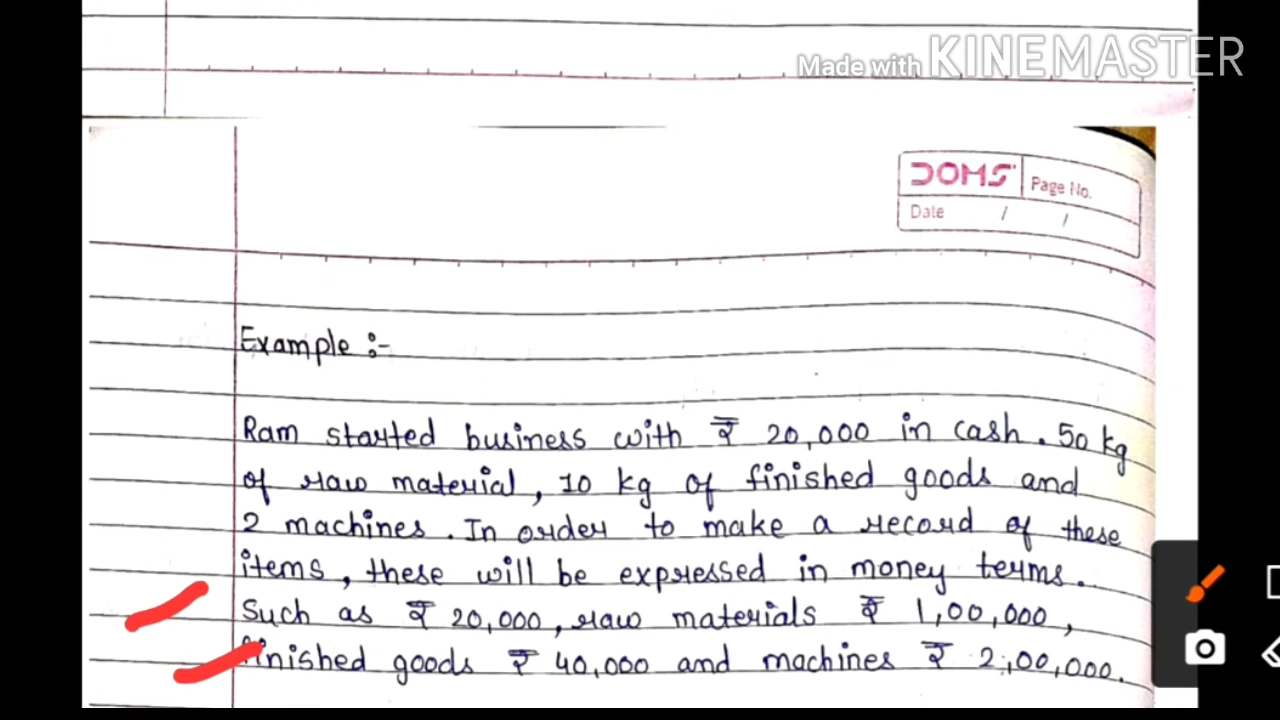 Made with KINEMASTER
DOMS Page No.
Date / /
Example :-
Ram started business with ₹ 20,000 in cash. 50 kg
of raw material, 10 kg of finished goods and
2 machines. In order to make a record of these
items, these will be expressed in money terms.
Such as ₹ 20,000, raw materials ₹ 1,00,000,
finished goods ₹ 40,000 and machines ₹ 2,00,000.